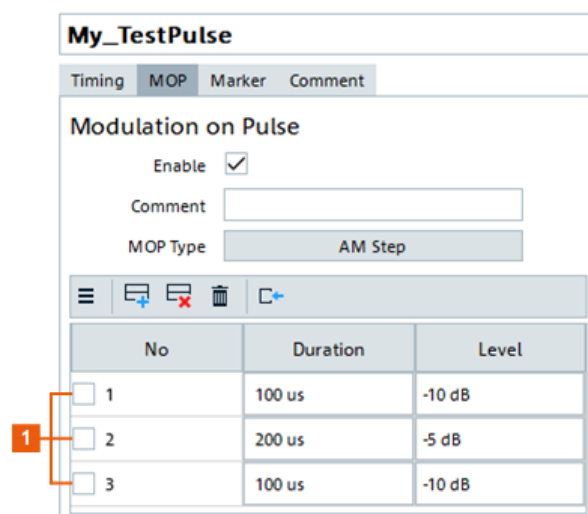 My_TestPulse
Timing MOP Marker Comment
Modulation on Pulse
Enable
Comment
MOP Type AM Step
No Duration Level
1 100 us -10 dB
1 2 200 us -5 dB
3 100 us -10 dB